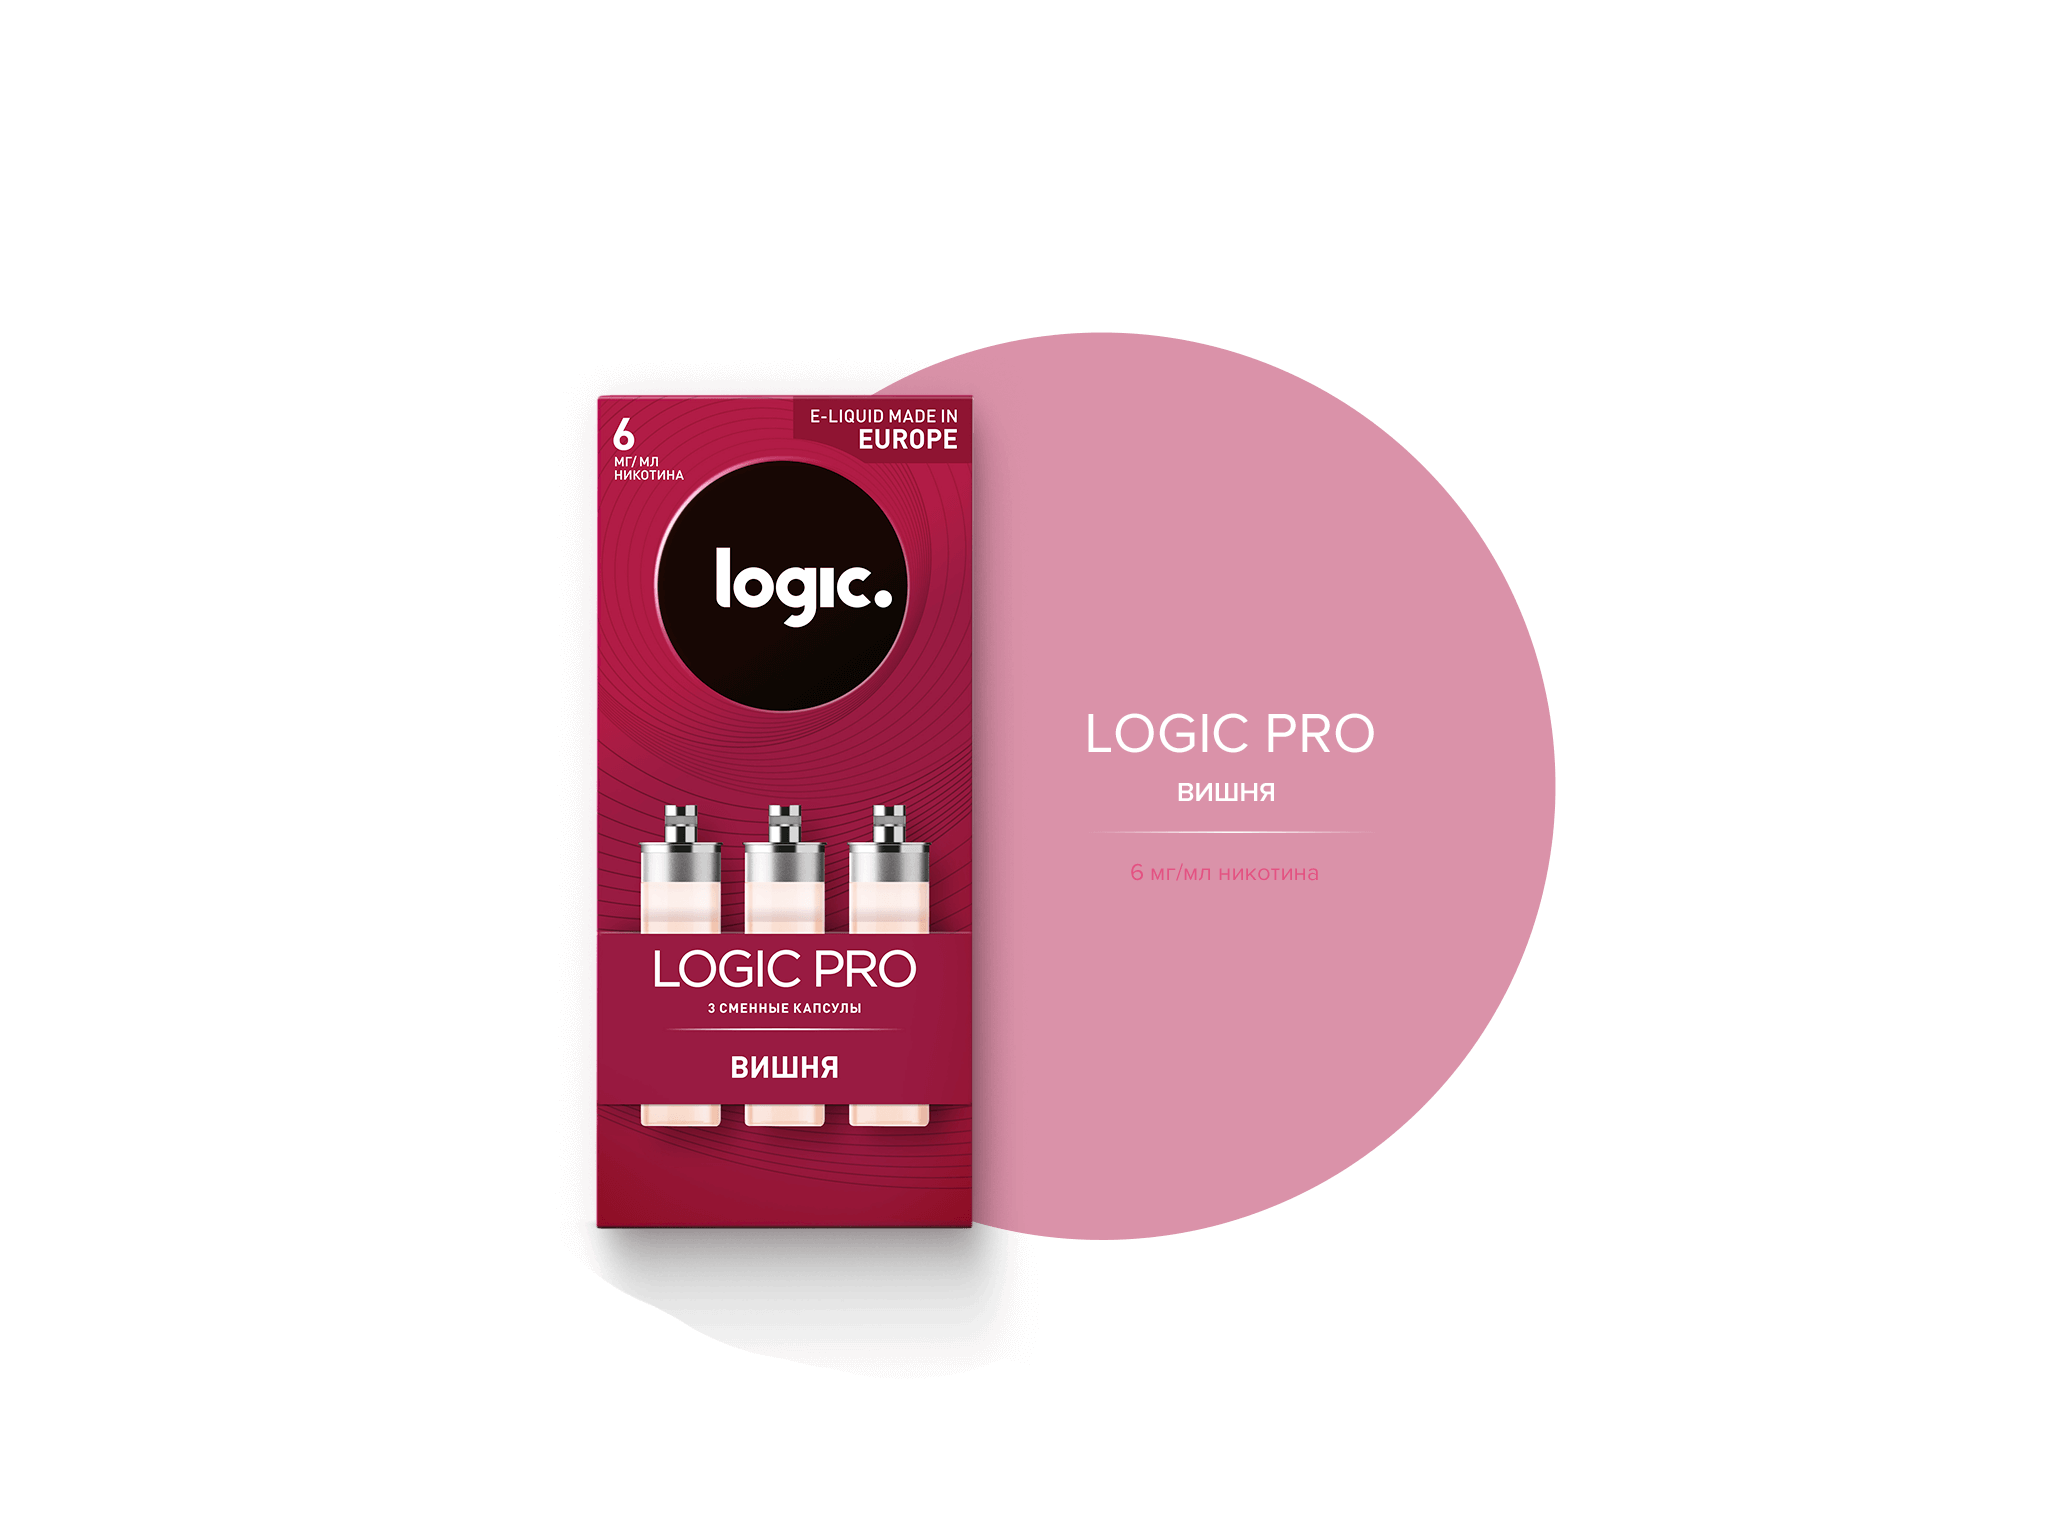 6
МГ/МЛ
НИКОТИНА
E-LIQUID MADE IN
EUROPE
logic.
LOGIC PRO
3 СМЕННЫЕ КАПСУЛЫ
ВИШНЯ
LOGIC PRO
ВИШНЯ
6 мг/мл никотина